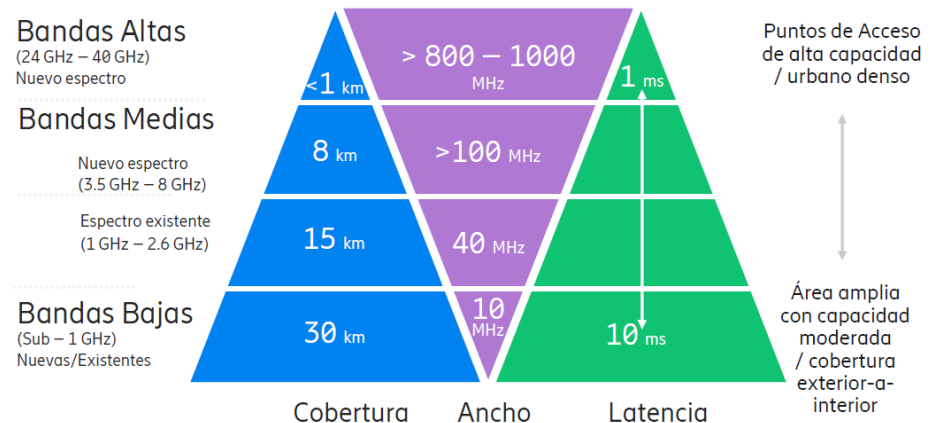 Bandas Altas
(24 GHz – 40 GHz)
Nuevo espectro
<1 km
> 800 – 1000
MHz
1 ms
Puntos de Acceso
de alta capacidad
/ urbano denso
Bandas Medias
Nuevo espectro
(3.5 GHz – 8 GHz)
8 km
>100 MHz
Espectro existente
(1 GHz – 2.6 GHz)
15 km
40 MHz
Bandas Bajas
(Sub – 1 GHz)
Nuevas/Existentes
30 km
10
MHz
10 ms
Área amplia
con capacidad
moderada
/ cobertura
exterior-a-
interior
Cobertura
Ancho
Latencia